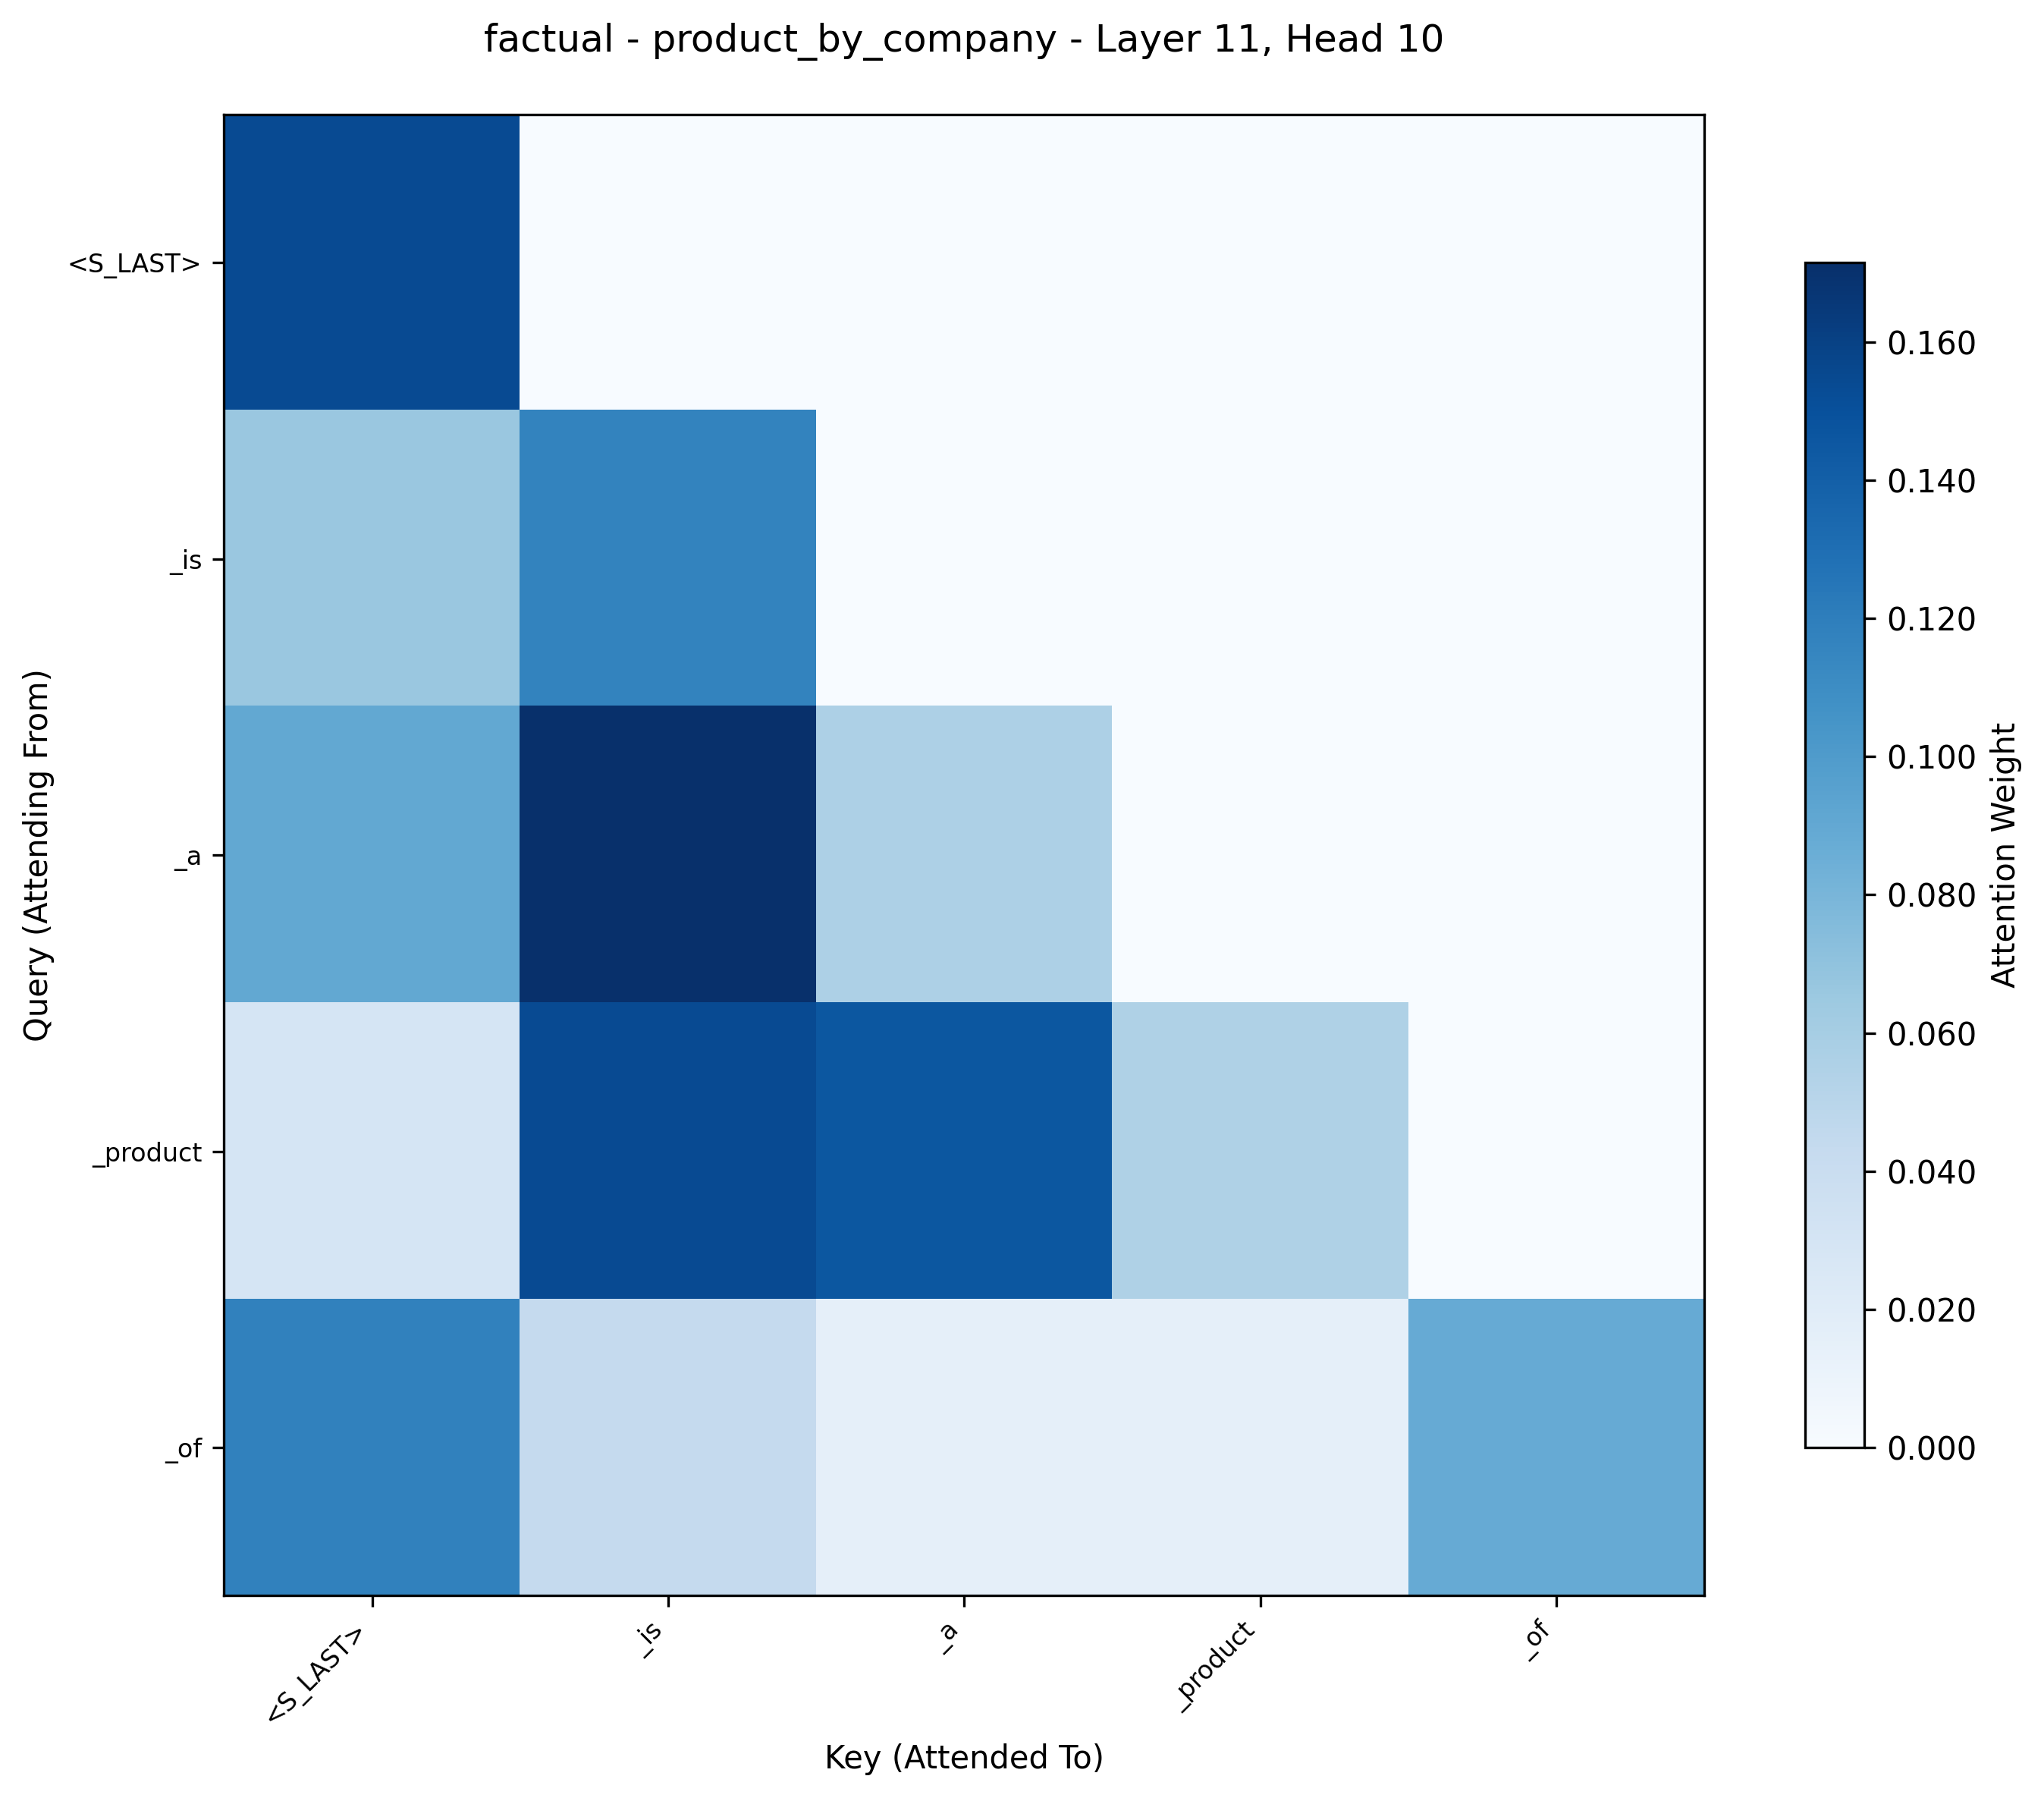 factual - product_by_company - Layer 11, Head 10
Query (Attending From)
<S_LAST>
_is
_a
_product
_of
<S_LAST>
_is
_a
_product
_of
Key (Attended To)
0.160
0.140
0.120
0.100
0.080
0.060
0.040
0.020
0.000
Attention Weight